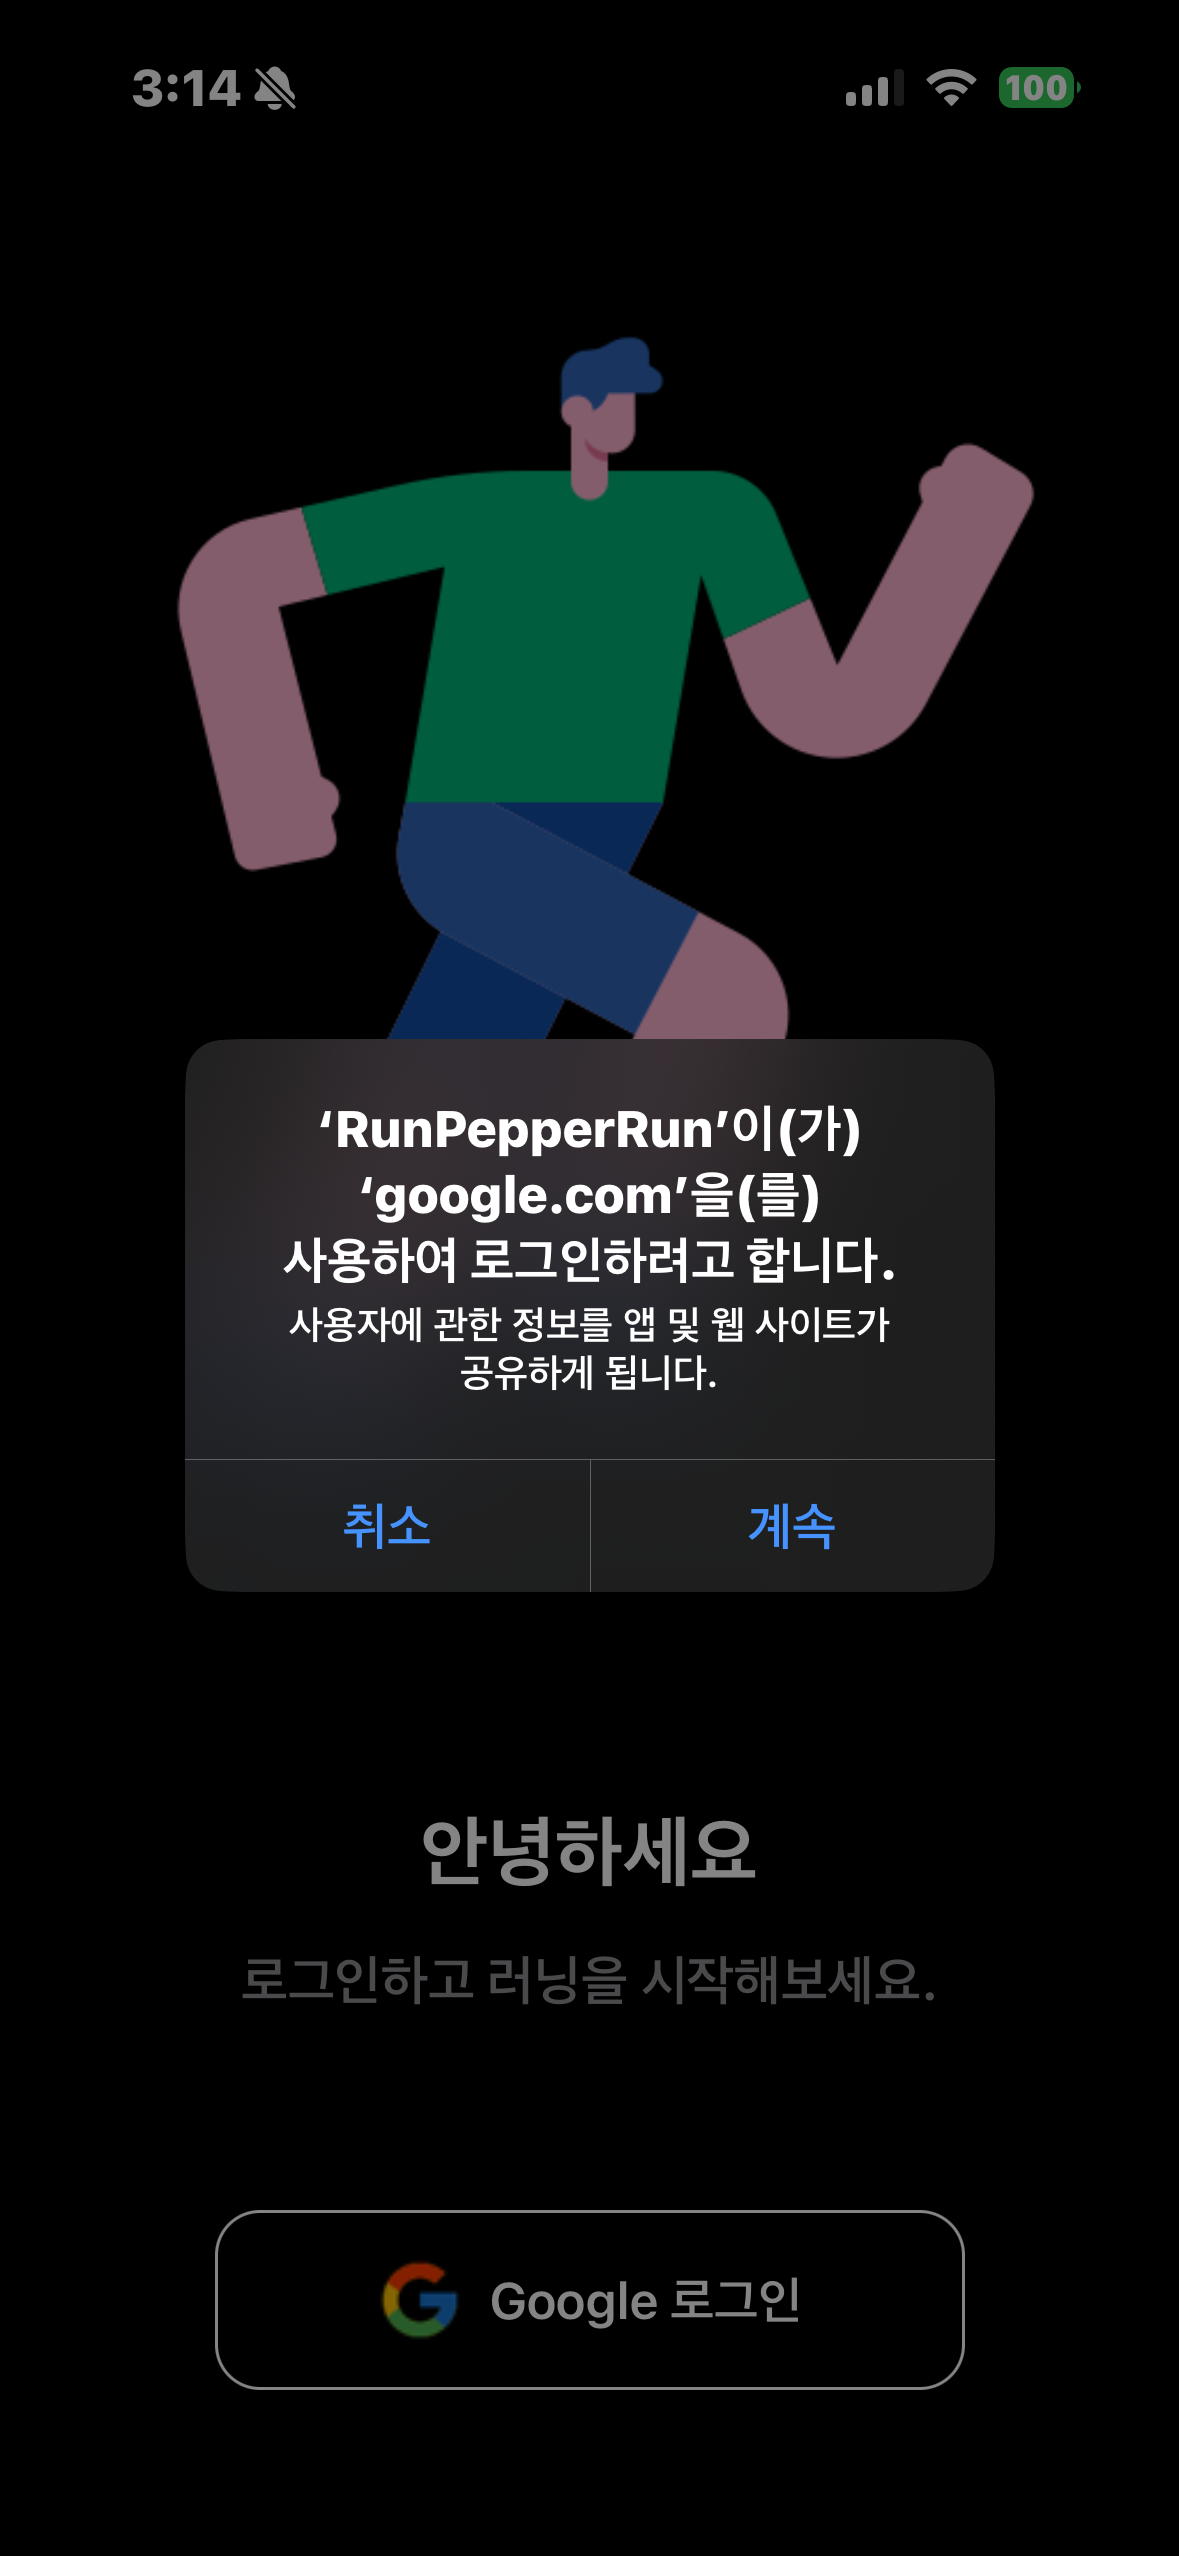 3:14
100
‘RunPepperRun’이(가)
‘google.com’을(를)
사용하여 로그인하려고 합니다.
사용자에 관한 정보를 앱 및 웹 사이트가
공유하게 됩니다.
취소
계속
안녕하세요
로그인하고 러닝을 시작해보세요.
Google 로그인